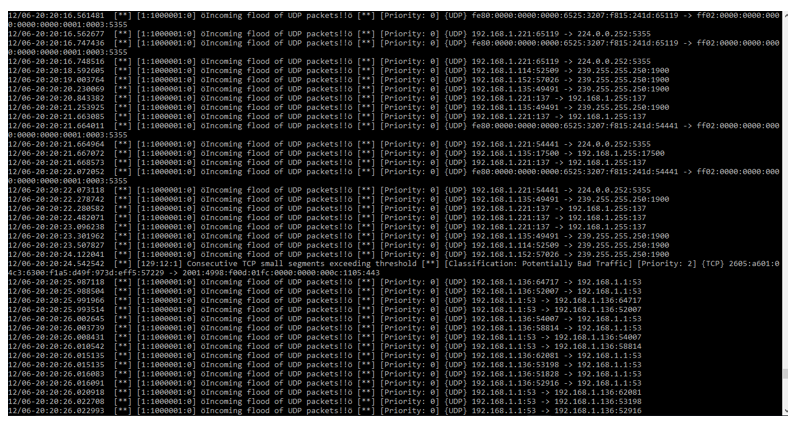 12/06-20:20:16.561481  [**] [1:1000001:0] öIncoming flood of UDP packets!!ö [**] [Priority: 0] {UDP} fe80:0000:0000:0000:6525:3207:f815:241d:65119 -> ff02:0000:0000:000
0:0000:0000:0001:0003:5355
12/06-20:20:16.562677  [**] [1:1000001:0] öIncoming flood of UDP packets!!ö [**] [Priority: 0] {UDP} 192.168.1.221:65119 -> 224.0.0.252:5355
12/06-20:20:16.747436  [**] [1:1000001:0] öIncoming flood of UDP packets!!ö [**] [Priority: 0] {UDP} fe80:0000:0000:0000:6525:3207:f815:241d:65119 -> ff02:0000:0000:000
0:0000:0000:0001:0003:5355
12/06-20:20:16.748516  [**] [1:1000001:0] öIncoming flood of UDP packets!!ö [**] [Priority: 0] {UDP} 192.168.1.221:65119 -> 224.0.0.252:5355
12/06-20:20:18.592605  [**] [1:1000001:0] öIncoming flood of UDP packets!!ö [**] [Priority: 0] {UDP} 192.168.1.114:52509 -> 239.255.255.250:1900
12/06-20:20:19.003764  [**] [1:1000001:0] öIncoming flood of UDP packets!!ö [**] [Priority: 0] {UDP} 192.168.1.152:57026 -> 239.255.255.250:1900
12/06-20:20:20.230069  [**] [1:1000001:0] öIncoming flood of UDP packets!!ö [**] [Priority: 0] {UDP} 192.168.1.135:49491 -> 239.255.255.250:1900
12/06-20:20:20.843382  [**] [1:1000001:0] öIncoming flood of UDP packets!!ö [**] [Priority: 0] {UDP} 192.168.1.221:137 -> 192.168.1.255:137
12/06-20:20:21.253925  [**] [1:1000001:0] öIncoming flood of UDP packets!!ö [**] [Priority: 0] {UDP} 192.168.1.135:49491 -> 239.255.255.250:1900
12/06-20:20:21.663085  [**] [1:1000001:0] öIncoming flood of UDP packets!!ö [**] [Priority: 0] {UDP} 192.168.1.221:137 -> 192.168.1.255:137
12/06-20:20:21.664011  [**] [1:1000001:0] öIncoming flood of UDP packets!!ö [**] [Priority: 0] {UDP} fe80:0000:0000:0000:6525:3207:f815:241d:54441 -> ff02:0000:0000:000
0:0000:0000:0001:0003:5355
12/06-20:20:21.664964  [**] [1:1000001:0] öIncoming flood of UDP packets!!ö [**] [Priority: 0] {UDP} 192.168.1.221:54441 -> 224.0.0.252:5355
12/06-20:20:21.667072  [**] [1:1000001:0] öIncoming flood of UDP packets!!ö [**] [Priority: 0] {UDP} 192.168.1.135:17500 -> 192.168.1.255:17500
12/06-20:20:21.668573  [**] [1:1000001:0] öIncoming flood of UDP packets!!ö [**] [Priority: 0] {UDP} 192.168.1.221:137 -> 192.168.1.255:137
12/06-20:20:22.072052  [**] [1:1000001:0] öIncoming flood of UDP packets!!ö [**] [Priority: 0] {UDP} fe80:0000:0000:0000:6525:3207:f815:241d:54441 -> ff02:0000:0000:000
0:0000:0000:0001:0003:5355
12/06-20:20:22.073118  [**] [1:1000001:0] öIncoming flood of UDP packets!!ö [**] [Priority: 0] {UDP} 192.168.1.221:54441 -> 224.0.0.252:5355
12/06-20:20:22.278742  [**] [1:1000001:0] öIncoming flood of UDP packets!!ö [**] [Priority: 0] {UDP} 192.168.1.135:49491 -> 239.255.255.250:1900
12/06-20:20:22.280582  [**] [1:1000001:0] öIncoming flood of UDP packets!!ö [**] [Priority: 0] {UDP} 192.168.1.221:137 -> 192.168.1.255:137
12/06-20:20:22.482071  [**] [1:1000001:0] öIncoming flood of UDP packets!!ö [**] [Priority: 0] {UDP} 192.168.1.221:137 -> 192.168.1.255:137
12/06-20:20:23.096238  [**] [1:1000001:0] öIncoming flood of UDP packets!!ö [**] [Priority: 0] {UDP} 192.168.1.221:137 -> 192.168.1.255:137
12/06-20:20:23.301962  [**] [1:1000001:0] öIncoming flood of UDP packets!!ö [**] [Priority: 0] {UDP} 192.168.1.135:49491 -> 239.255.255.250:1900
12/06-20:20:23.507827  [**] [1:1000001:0] öIncoming flood of UDP packets!!ö [**] [Priority: 0] {UDP} 192.168.1.114:52509 -> 239.255.255.250:1900
12/06-20:20:24.122041  [**] [1:1000001:0] öIncoming flood of UDP packets!!ö [**] [Priority: 0] {UDP} 192.168.1.152:57026 -> 239.255.255.250:1900
12/06-20:20:24.542542  [**] [129:12:1] Consecutive TCP small segments exceeding threshold [**] [Classification: Potentially Bad Traffic] [Priority: 2] {TCP} 2605:a601:0
4c3:6300:f1a5:d49f:973d:eff5:57229 -> 2001:4998:f00d:01fc:0000:0000:000c:1105:443
12/06-20:20:25.987118  [**] [1:1000001:0] öIncoming flood of UDP packets!!ö [**] [Priority: 0] {UDP} 192.168.1.136:64717 -> 192.168.1.1:53
12/06-20:20:25.988504  [**] [1:1000001:0] öIncoming flood of UDP packets!!ö [**] [Priority: 0] {UDP} 192.168.1.136:52007 -> 192.168.1.1:53
12/06-20:20:25.991966  [**] [1:1000001:0] öIncoming flood of UDP packets!!ö [**] [Priority: 0] {UDP} 192.168.1.1:53 -> 192.168.1.136:64717
12/06-20:20:25.993514  [**] [1:1000001:0] öIncoming flood of UDP packets!!ö [**] [Priority: 0] {UDP} 192.168.1.1:53 -> 192.168.1.136:52007
12/06-20:20:26.002645  [**] [1:1000001:0] öIncoming flood of UDP packets!!ö [**] [Priority: 0] {UDP} 192.168.1.136:54007 -> 192.168.1.1:53
12/06-20:20:26.003739  [**] [1:1000001:0] öIncoming flood of UDP packets!!ö [**] [Priority: 0] {UDP} 192.168.1.136:58814 -> 192.168.1.1:53
12/06-20:20:26.008431  [**] [1:1000001:0] öIncoming flood of UDP packets!!ö [**] [Priority: 0] {UDP} 192.168.1.1:53 -> 192.168.1.136:54007
12/06-20:20:26.010542  [**] [1:1000001:0] öIncoming flood of UDP packets!!ö [**] [Priority: 0] {UDP} 192.168.1.1:53 -> 192.168.1.136:58814
12/06-20:20:26.015135  [**] [1:1000001:0] öIncoming flood of UDP packets!!ö [**] [Priority: 0] {UDP} 192.168.1.136:62081 -> 192.168.1.1:53
12/06-20:20:26.015135  [**] [1:1000001:0] öIncoming flood of UDP packets!!ö [**] [Priority: 0] {UDP} 192.168.1.136:53198 -> 192.168.1.1:53
12/06-20:20:26.016083  [**] [1:1000001:0] öIncoming flood of UDP packets!!ö [**] [Priority: 0] {UDP} 192.168.1.136:51828 -> 192.168.1.1:53
12/06-20:20:26.016091  [**] [1:1000001:0] öIncoming flood of UDP packets!!ö [**] [Priority: 0] {UDP} 192.168.1.136:52916 -> 192.168.1.1:53
12/06-20:20:26.020918  [**] [1:1000001:0] öIncoming flood of UDP packets!!ö [**] [Priority: 0] {UDP} 192.168.1.1:53 -> 192.168.1.136:62081
12/06-20:20:26.022708  [**] [1:1000001:0] öIncoming flood of UDP packets!!ö [**] [Priority: 0] {UDP} 192.168.1.1:53 -> 192.168.1.136:53198
12/06-20:20:26.022993  [**] [1:1000001:0] öIncoming flood of UDP packets!!ö [**] [Priority: 0] {UDP} 192.168.1.1:53 -> 192.168.1.136:52916